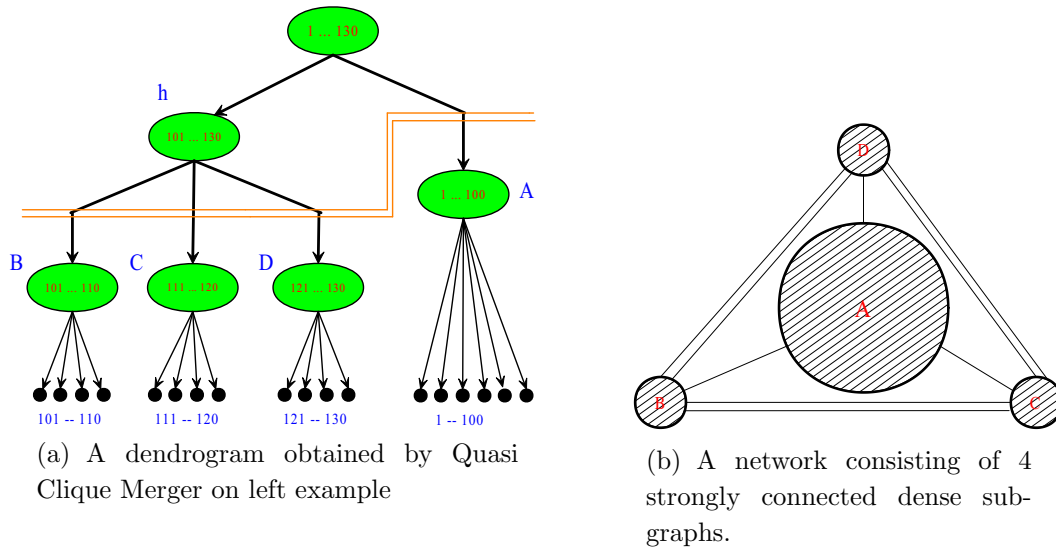 1 ... 130
h
101 ... 130
1 ... 100
A
B
C
D
101 ... 110
111 ... 120
121 ... 130
101 -- 110
111 -- 120
121 -- 130
1 -- 100
(a) A dendrogram obtained by Quasi
Clique Merger on left example
D
A
B
C
(b) A network consisting of 4
strongly connected dense sub-
graphs.